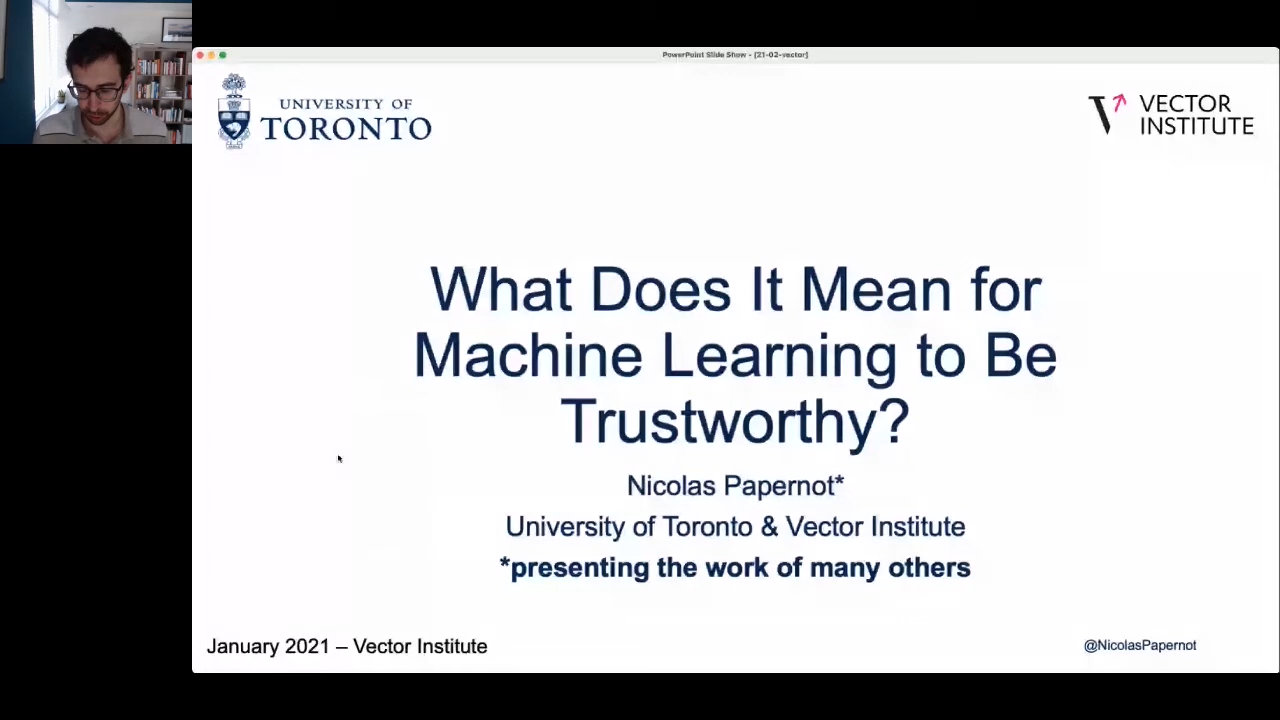 PowerPoint Slide Show - [21-02-vector]
UNIVERSITY OF
TORONTO
VECTOR
INSTITUTE
What Does It Mean for
Machine Learning to Be
Trustworthy?
Nicolas Papernot*
University of Toronto & Vector Institute
*presenting the work of many others
January 2021 – Vector Institute
@NicolasPapernot